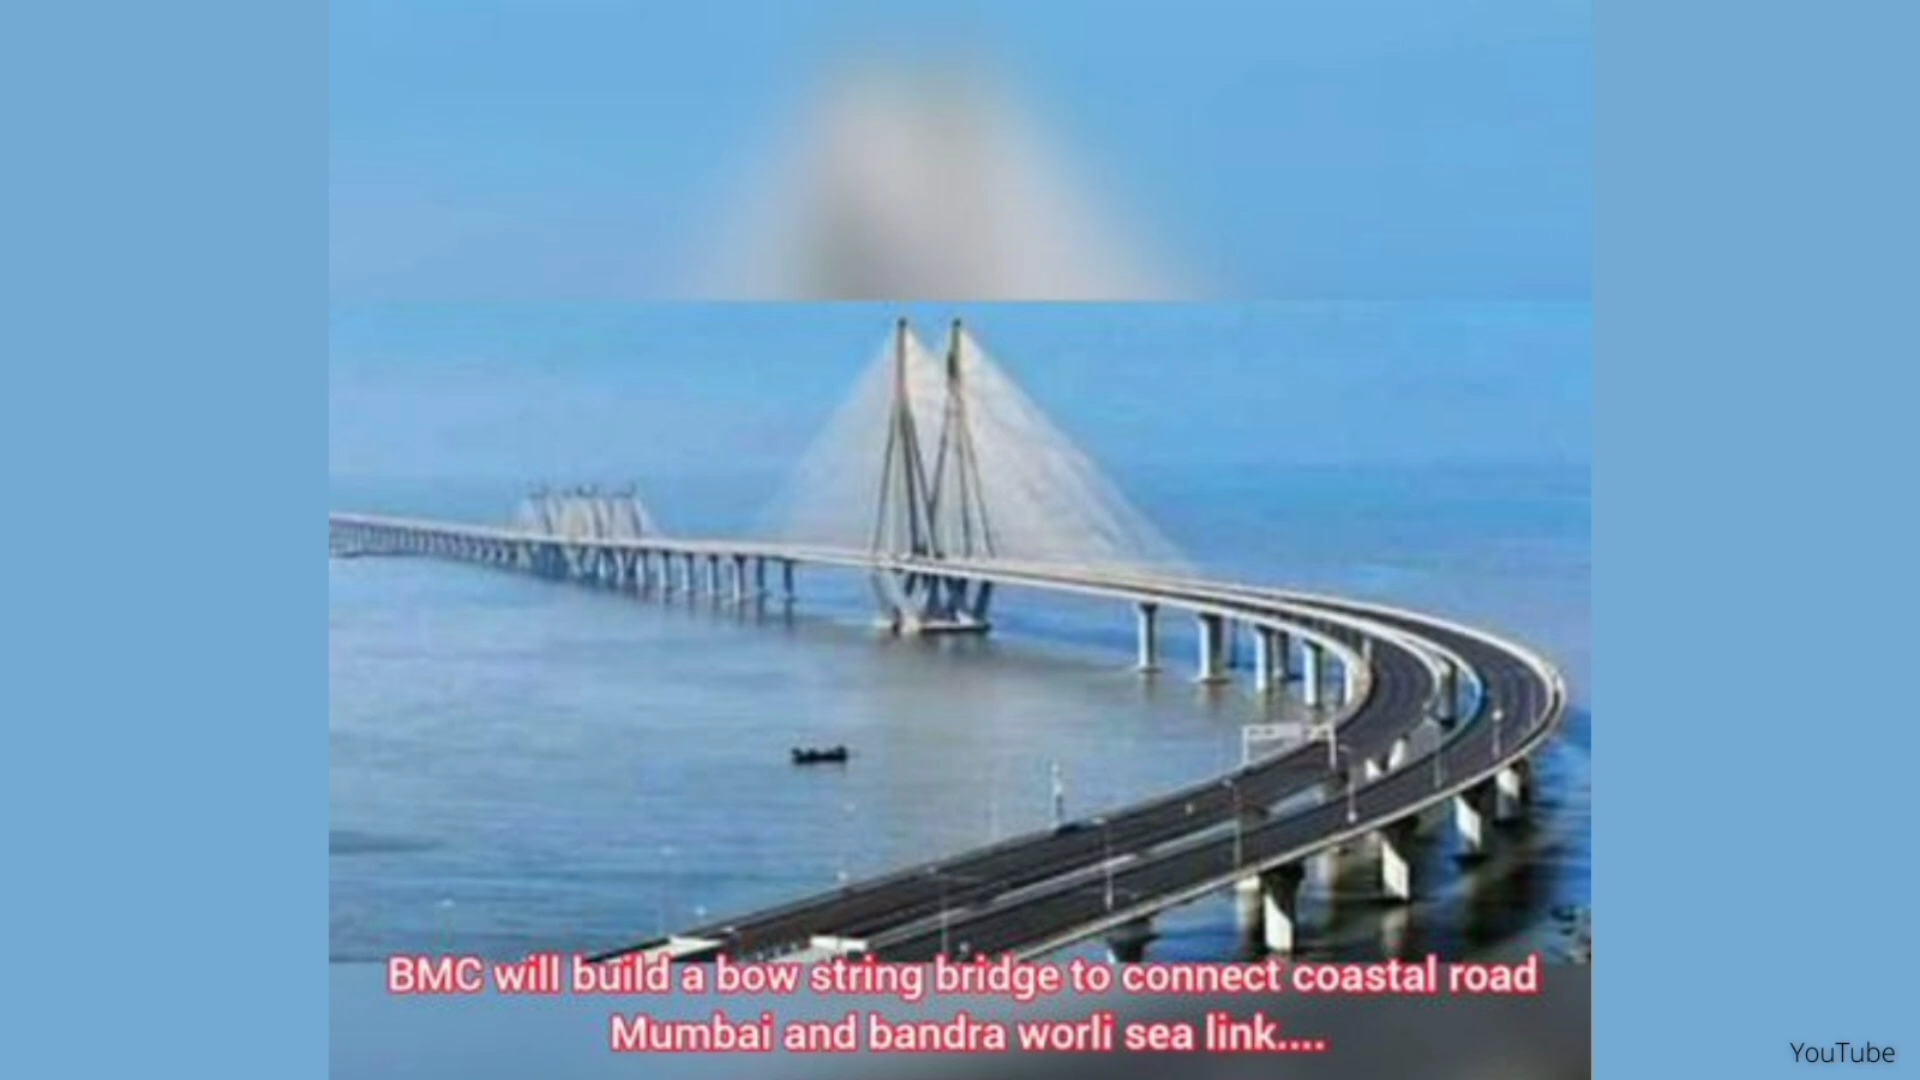 BMC will build a bow string bridge to connect coastal road
Mumbai and bandra worli sea link....
YouTube